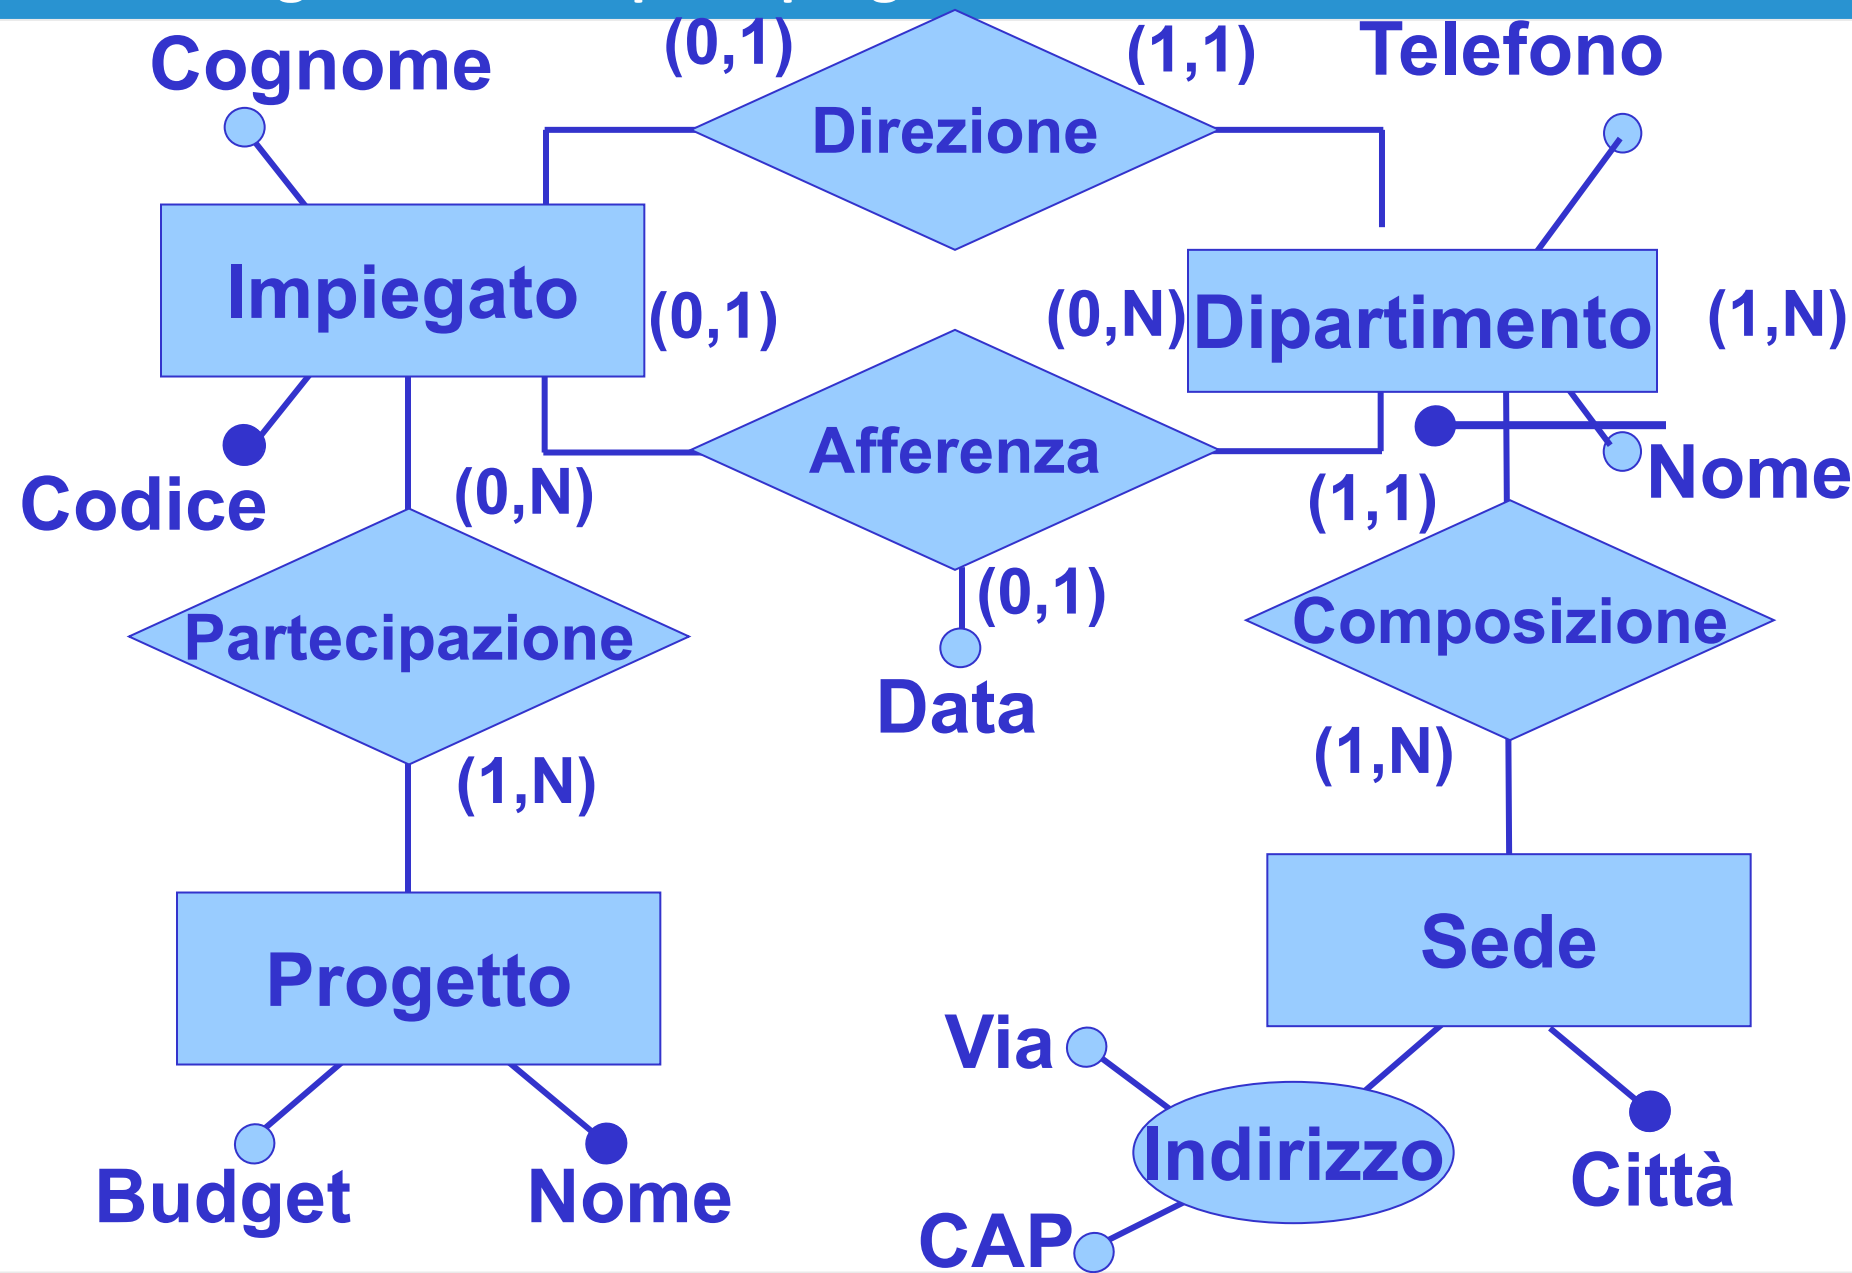 Cognome
(0,1)
(1,1)
Telefono
Direzione
Impiegato
(0,1)
(0,N)
Dipartimento
(1,N)
Afferenza
Codice
(0,N)
(1,1)
Nome
(0,1)
Partecipazione
Composizione
Data
(1,N)
(1,N)
Progetto
Sede
Via
Indirizzo
Città
Budget
Nome
CAP